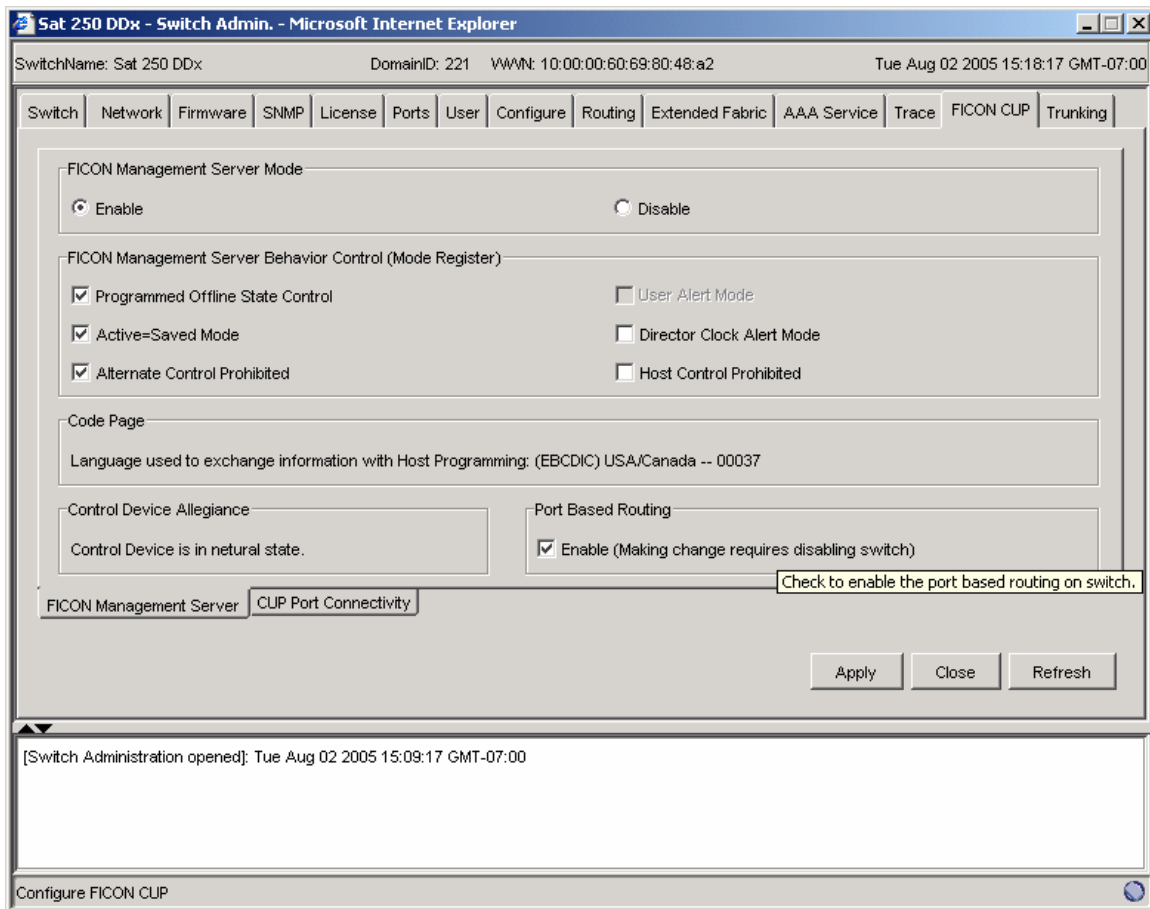 Sat 250 DDx - Switch Admin. - Microsoft Internet Explorer
SwitchName: Sat 250 DDx DomainID: 221 WWN: 10:00:00:60:69:80:48:a2 Tue Aug 02 2005 15:18:17 GMT-07:00
Switch Network Firmware SNMP License Ports User Configure Routing Extended Fabric AAA Service Trace FICON CUP Trunking
FICON Management Server Mode
Enable Disable
FICON Management Server Behavior Control (Mode Register)
Programmed Offline State Control User Alert Mode
Active=Saved Mode Director Clock Alert Mode
Alternate Control Prohibited Host Control Prohibited
Code Page
Language used to exchange information with Host Programming: (EBCDIC) USA/Canada -- 00037
Control Device Allegiance Port Based Routing
Control Device is in netural state. Enable (Making change requires disabling switch)
Check to enable the port based routing on switch.
FICON Management Server CUP Port Connectivity
Apply Close Refresh
[Switch Administration opened]: Tue Aug 02 2005 15:09:17 GMT-07:00
Configure FICON CUP